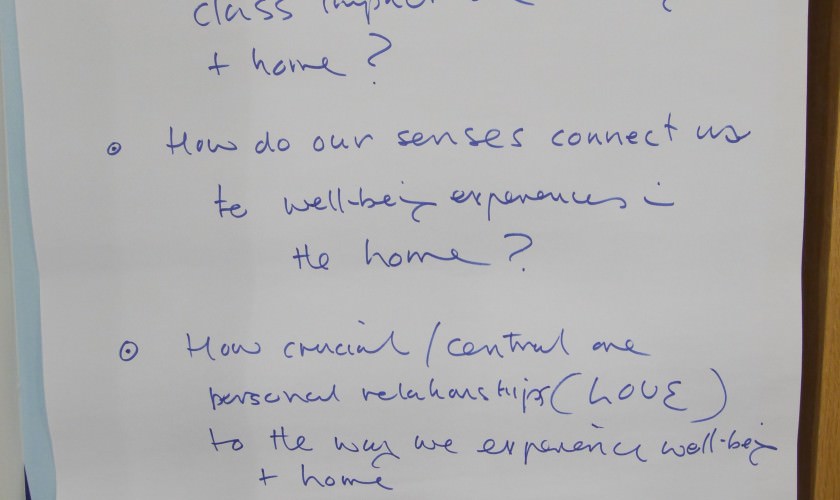 class impact
+ home?
How do our senses connect us
to well-being experiences in
the home?
How crucial/central are
personal relationships (LOVE)
to the way we experience well-being
+ home